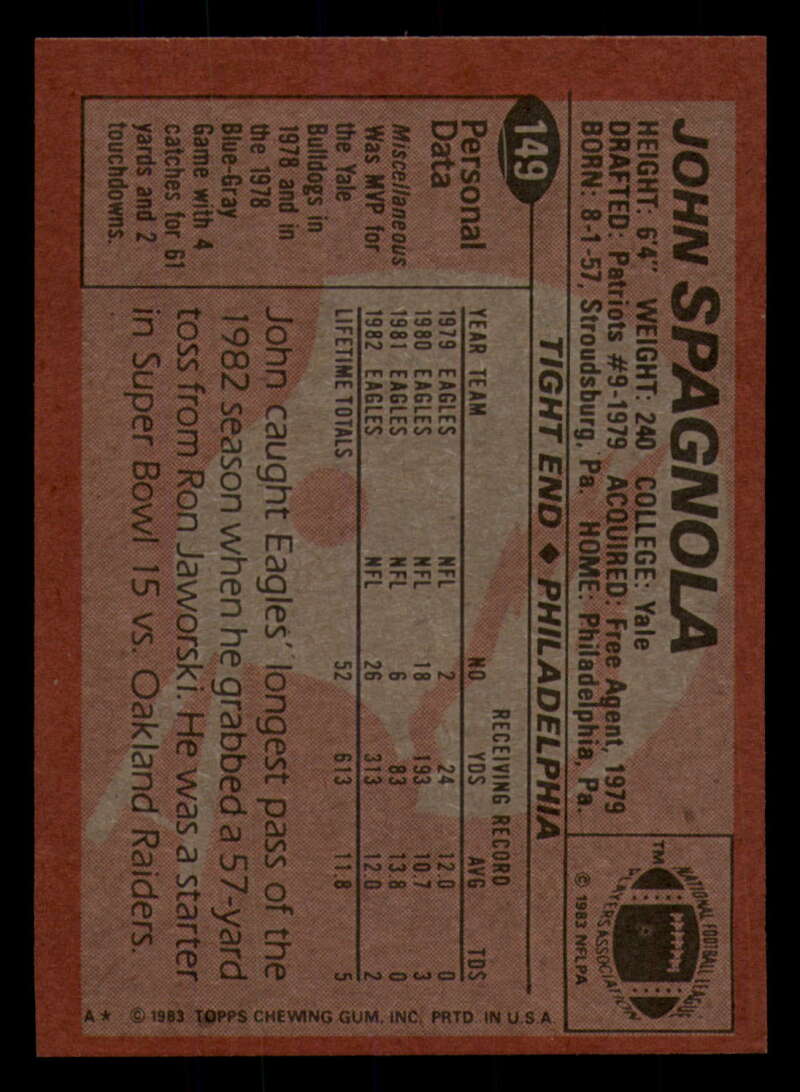 JOHN SPAGNOLA
HEIGHT: 6'4" WEIGHT: 240 COLLEGE: Yale
DRAFTED: Patriots #9-1979 ACQUIRED: Free Agent, 1979
BORN: 8-1-57, Stroudsburg, Pa. HOME: Philadelphia, Pa.
NATIONAL FOOTBALL LEAGUE
PLAYERS ASSOCIATION
TM
© 1983 NFLPA
149
TIGHT END ◆ PHILADELPHIA
Personal
Data
Miscellaneous
Was MVP for
the Yale
Bulldogs in
1978 and in
the 1978
Blue-Gray
Game with 4
catches for 61
yards and 2
touchdowns.
RECEIVING RECORD
YEAR TEAM NO YDS AVG TDS
1979 EAGLES NFL 2 24 12.0 0
1980 EAGLES NFL 18 193 10.7 3
1981 EAGLES NFL 6 83 13.8 0
1982 EAGLES NFL 26 313 12.0 2
LIFETIME TOTALS 52 613 11.8 5
John caught Eagles' longest pass of the
1982 season when he grabbed a 57-yard
toss from Ron Jaworski. He was a starter
in Super Bowl 15 vs. Oakland Raiders.
A* © 1983 TOPPS CHEWING GUM, INC. PRTD. IN U.S.A.